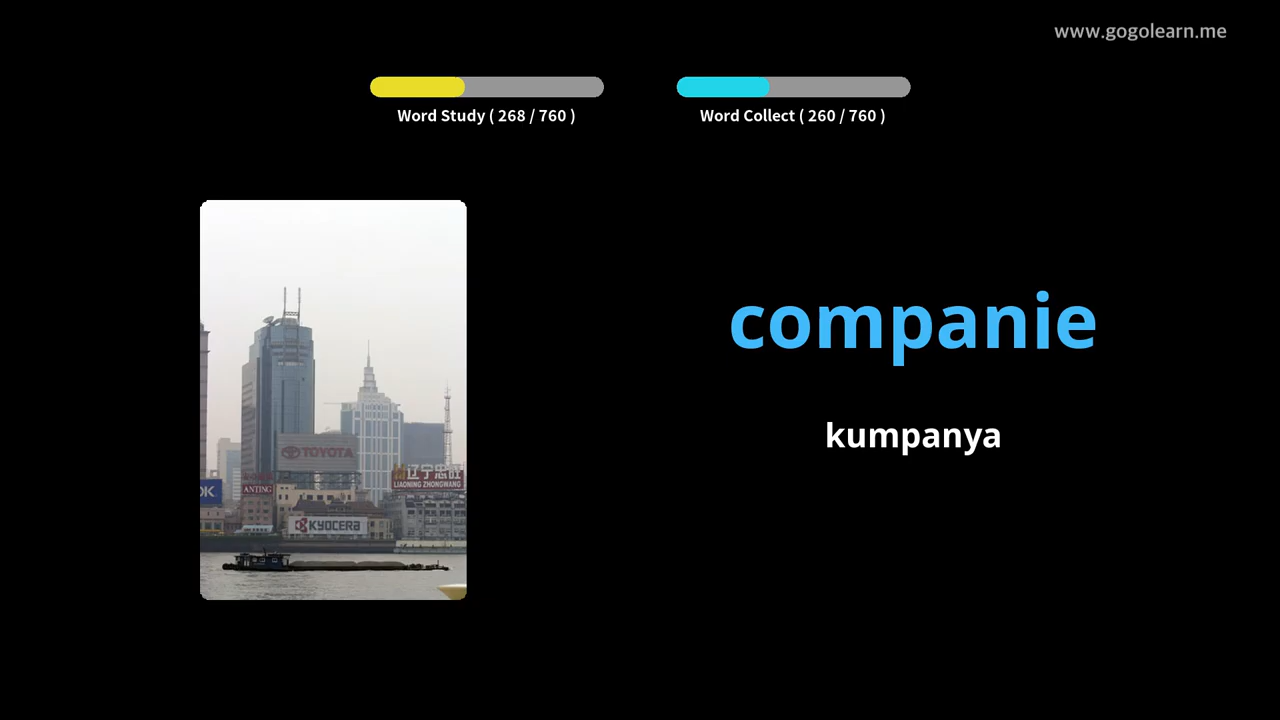 www.gogolearn.me
Word Study ( 268 / 760 )
Word Collect ( 260 / 760 )
companie
kumpanya
TOYOTA
辽宁忠旺
LIAONING ZHONGWANG
ANTING
KYOCERA